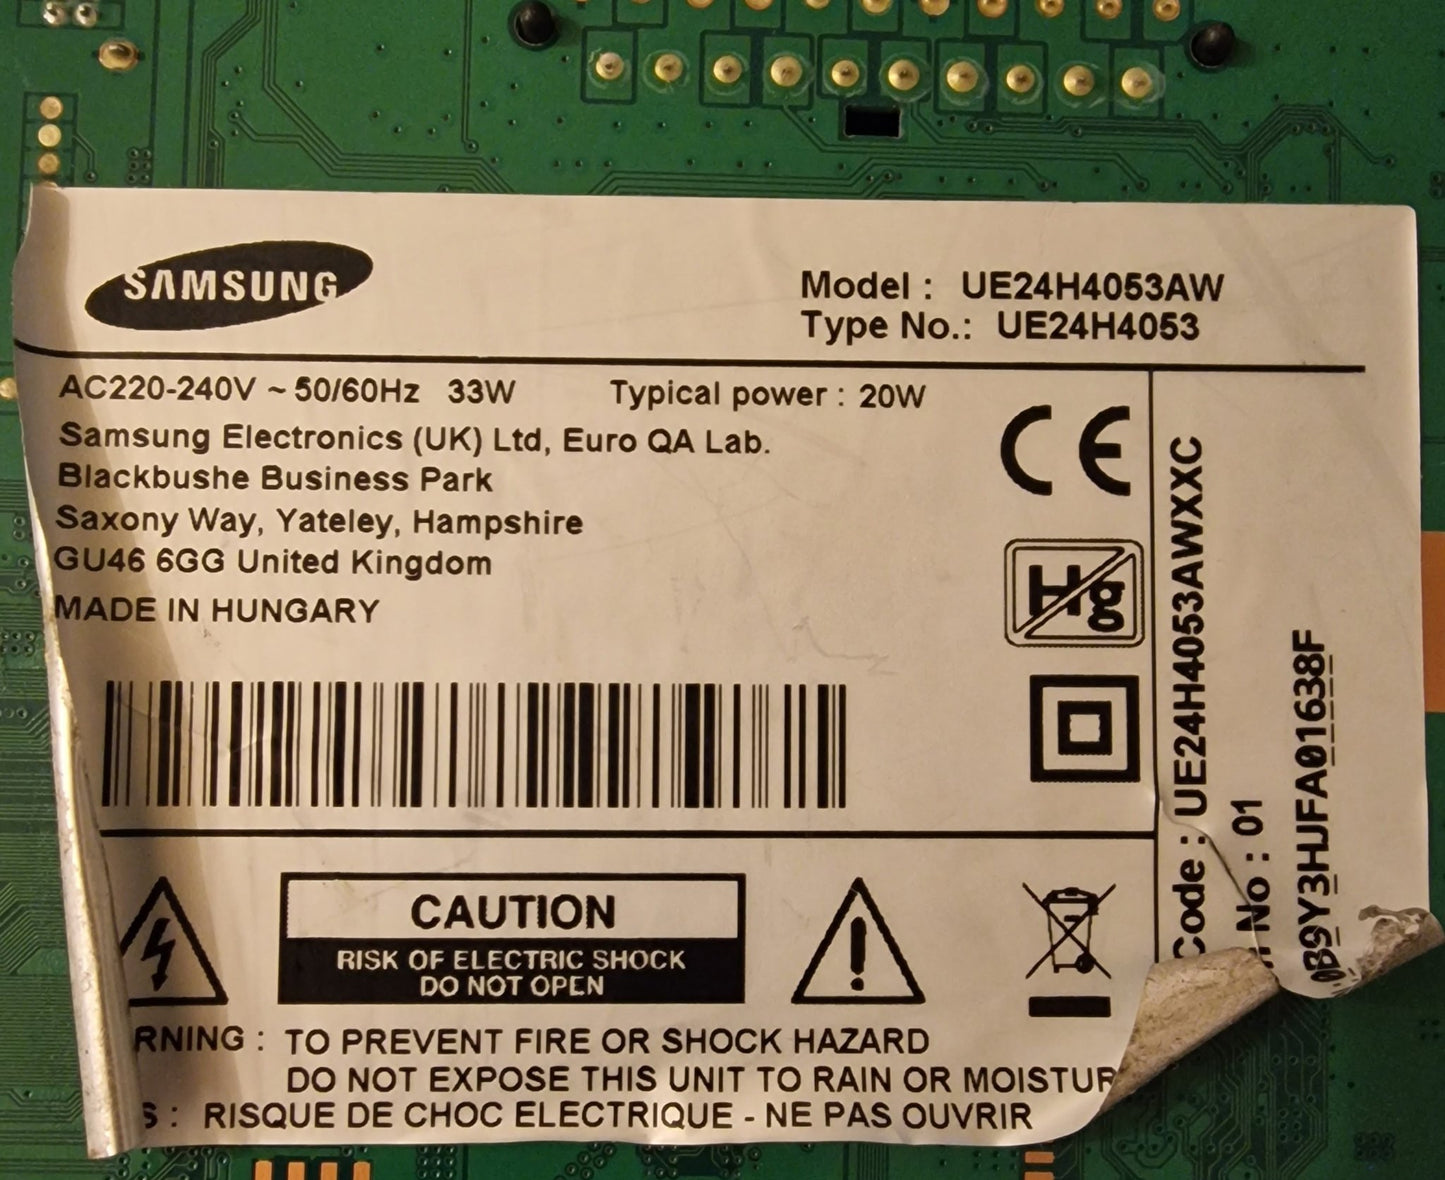 SAMSUNG
Model : UE24H4053AW
Type No.: UE24H4053
AC220-240V ~ 50/60Hz 33W Typical power : 20W
Samsung Electronics (UK) Ltd, Euro QA Lab.
Blackbushe Business Park
Saxony Way, Yateley, Hampshire
GU46 6GG United Kingdom
MADE IN HUNGARY
CE
Hg
Code : UE24H4053AWXXC
No : 01
0B9Y3HJFA01638F
CAUTION
RISK OF ELECTRIC SHOCK
DO NOT OPEN
RNING : TO PREVENT FIRE OR SHOCK HAZARD
DO NOT EXPOSE THIS UNIT TO RAIN OR MOISTUR
S : RISQUE DE CHOC ELECTRIQUE - NE PAS OUVRIR